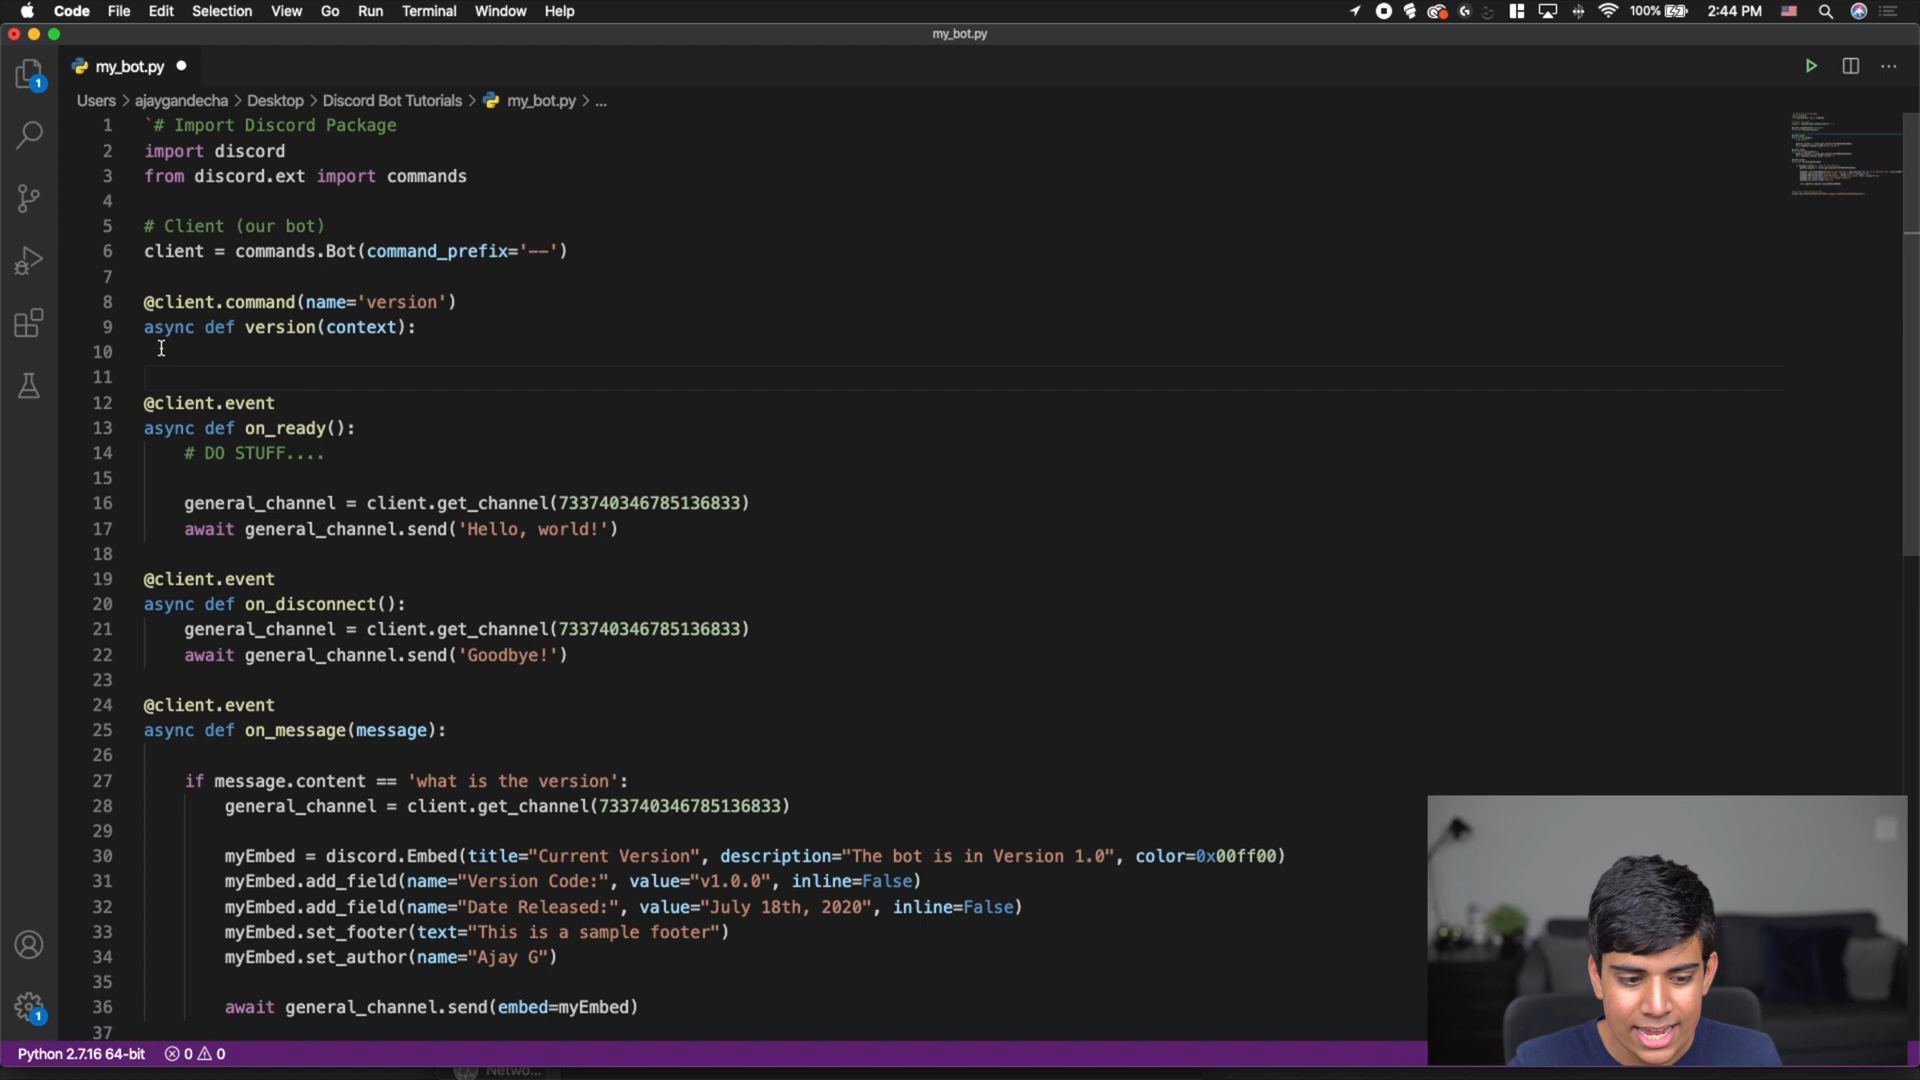 Code File Edit Selection View Go Run Terminal Window Help 100% 2:44 PM
my_bot.py
1 my_bot.py
Users > ajaygandecha > Desktop > Discord Bot Tutorials > my_bot.py > ...
1 `# Import Discord Package
2 import discord
3 from discord.ext import commands
4
5 # Client (our bot)
6 client = commands.Bot(command_prefix='--')
7
8 @client.command(name='version')
9 async def version(context):
10
11
12 @client.event
13 async def on_ready():
14 # DO STUFF....
15
16 general_channel = client.get_channel(733740346785136833)
17 await general_channel.send('Hello, world!')
18
19 @client.event
20 async def on_disconnect():
21 general_channel = client.get_channel(733740346785136833)
22 await general_channel.send('Goodbye!')
23
24 @client.event
25 async def on_message(message):
26
27 if message.content == 'what is the version':
28 general_channel = client.get_channel(733740346785136833)
29
30 myEmbed = discord.Embed(title="Current Version", description="The bot is in Version 1.0", color=0x00ff00)
31 myEmbed.add_field(name="Version Code:", value="v1.0.0", inline=False)
32 myEmbed.add_field(name="Date Released:", value="July 18th, 2020", inline=False)
33 myEmbed.set_footer(text="This is a sample footer")
34 myEmbed.set_author(name="Ajay G")
35
36 await general_channel.send(embed=myEmbed)
37
1
Python 2.7.16 64-bit 0 0
Netwo...